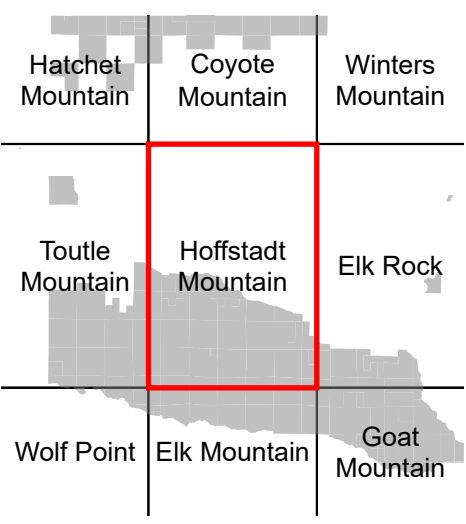 Hatchet
Mountain
Coyote
Mountain
Winters
Mountain
Toutle
Mountain
Hoffstadt
Mountain
Elk Rock
Wolf Point
Elk Mountain
Goat
Mountain